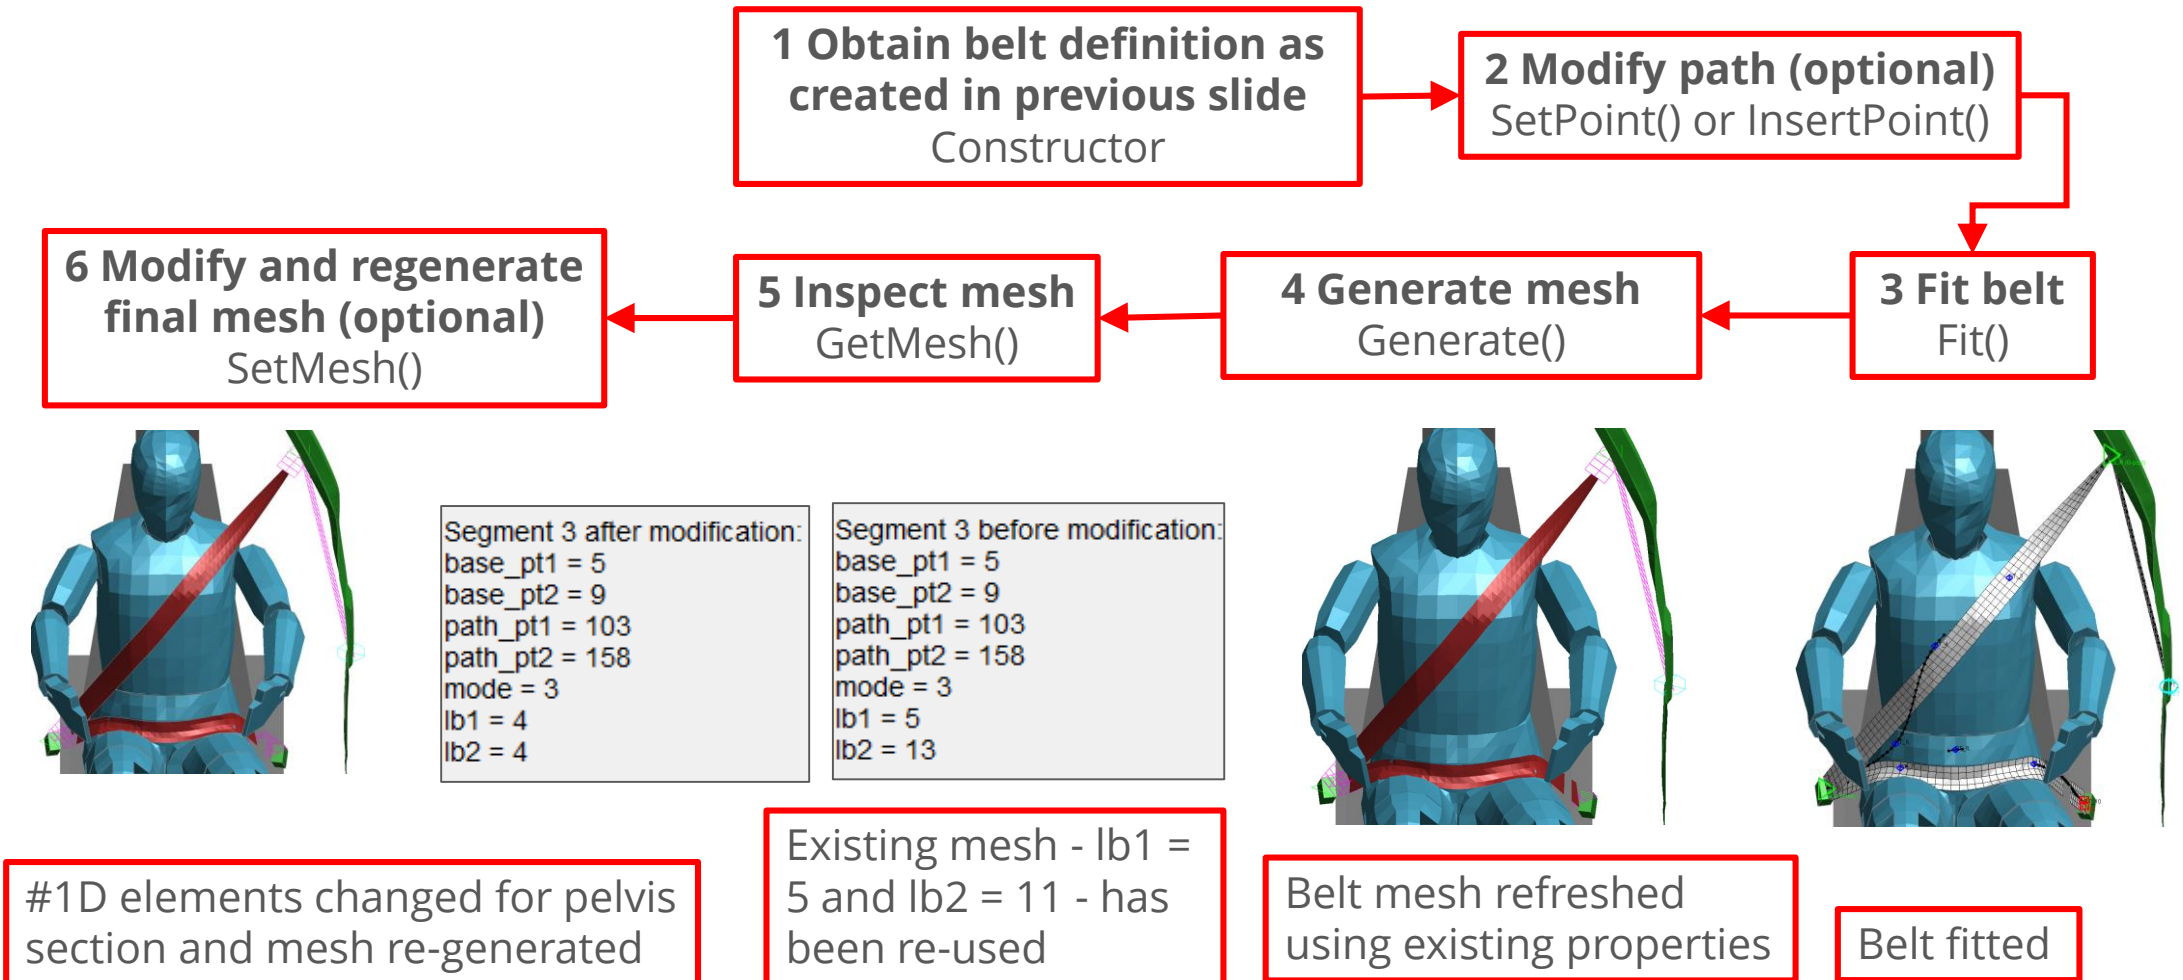 1 Obtain belt definition as
created in previous slide
Constructor
2 Modify path (optional)
SetPoint() or InsertPoint()
3 Fit belt
Fit()
4 Generate mesh
Generate()
5 Inspect mesh
GetMesh()
6 Modify and regenerate
final mesh (optional)
SetMesh()
Segment 3 after modification:
base_pt1 = 5
base_pt2 = 9
path_pt1 = 103
path_pt2 = 158
mode = 3
lb1 = 4
lb2 = 4
Segment 3 before modification:
base_pt1 = 5
base_pt2 = 9
path_pt1 = 103
path_pt2 = 158
mode = 3
lb1 = 5
lb2 = 13
#1D elements changed for pelvis
section and mesh re-generated
Existing mesh - lb1 =
5 and lb2 = 11 - has
been re-used
Belt mesh refreshed
using existing properties
Belt fitted